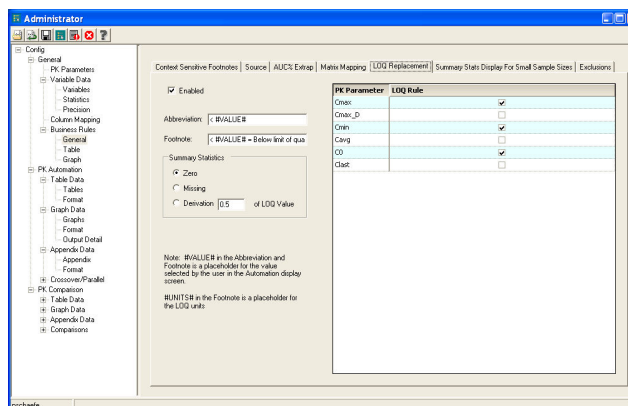 Administrator
Config
General
PK Parameters
Variable Data
Variables
Statistics
Precision
Column Mapping
Business Rules
General
Table
Graph
PK Automation
Table Data
Tables
Format
Graph Data
Graphs
Format
Output Detail
Appendix Data
Appendix
Format
Crossover/Parallel
PK Comparison
Table Data
Graph Data
Appendix Data
Comparisons
Context Sensitive Footnotes Source AUC% Extrap Matrix Mapping LOQ Replacement Summary Stats Display For Small Sample Sizes Exclusions
Enabled
Abbreviation: < #VALUE#
Footnote: < #VALUE# = Below limit of qua
Summary Statistics
Zero
Missing
Derivation 0.5 of LOQ Value
Note: #VALUE# in the Abbreviation and
Footnote is a placeholder for the value
selected by the user in the Automation display
screen.
#UNITS# in the Footnote is a placeholder for
the LOQ units
PK Parameter LOQ Rule
Cmax
Cmax_D
Cmin
Cavg
C0
Clast